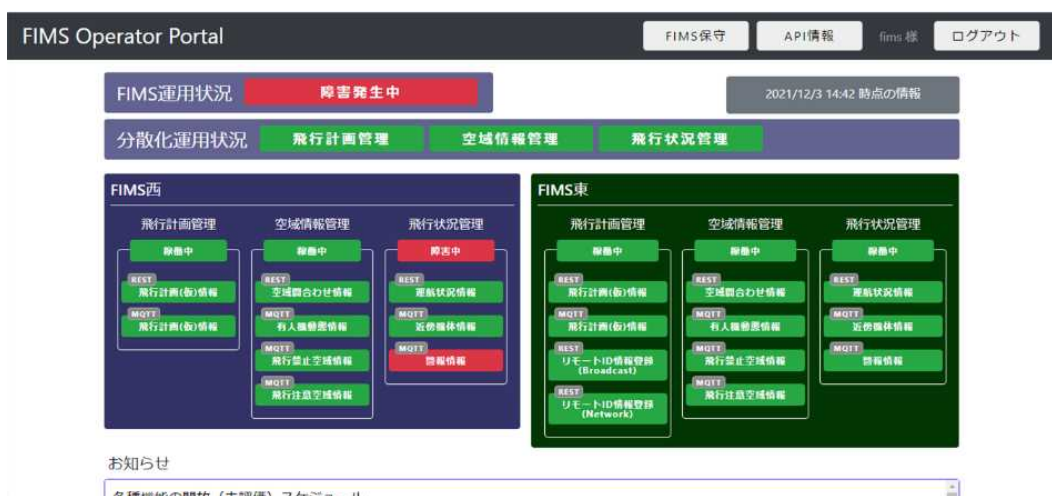 FIMS Operator Portal
FIMS保守
API情報
fims 様
ログアウト
FIMS運用状況
障害発生中
2021/12/3 14:42 時点の情報
分散化運用状況
飛行計画管理
空域情報管理
飛行状況管理
FIMS西
飛行計画管理
空域情報管理
飛行状況管理
稼働中
稼働中
障害中
REST
飛行計画(仮)情報
REST
空域問合わせ情報
REST
運航状況情報
MQTT
飛行計画(仮)情報
MQTT
有人機動態情報
MQTT
近傍機体情報
MQTT
飛行禁止空域情報
MQTT
警報情報
MQTT
飛行注意空域情報
FIMS東
飛行計画管理
空域情報管理
飛行状況管理
稼働中
稼働中
稼働中
REST
飛行計画(仮)情報
REST
空域問合わせ情報
REST
運航状況情報
MQTT
飛行計画(仮)情報
MQTT
有人機動態情報
MQTT
近傍機体情報
REST
リモートID情報登録
(Broadcast)
MQTT
飛行禁止空域情報
MQTT
警報情報
REST
リモートID情報登録
(Network)
MQTT
飛行注意空域情報
お知らせ